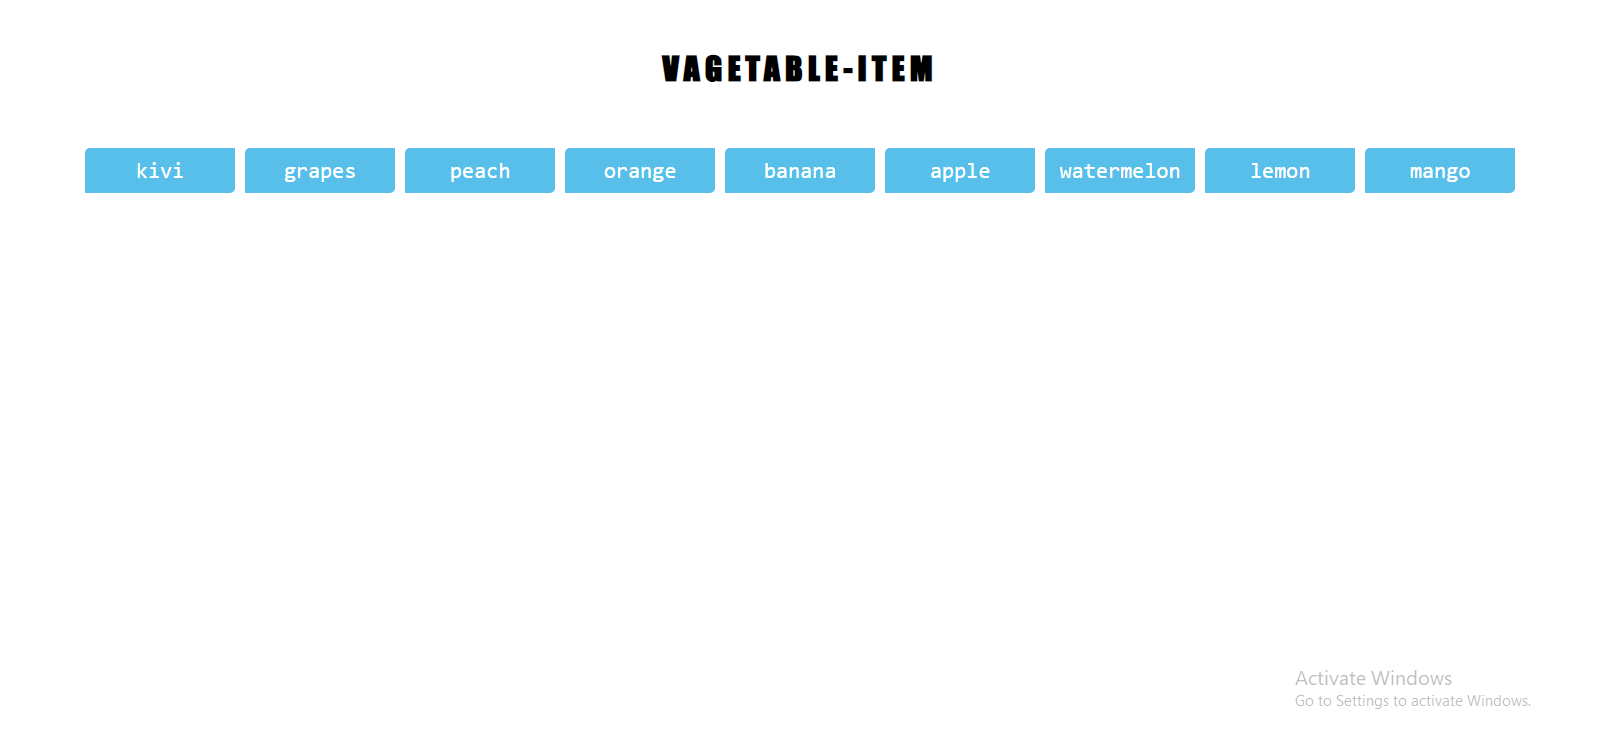 VAGETABLE-ITEM
kivi grapes peach orange banana apple watermelon lemon mango
Activate Windows
Go to Settings to activate Windows.